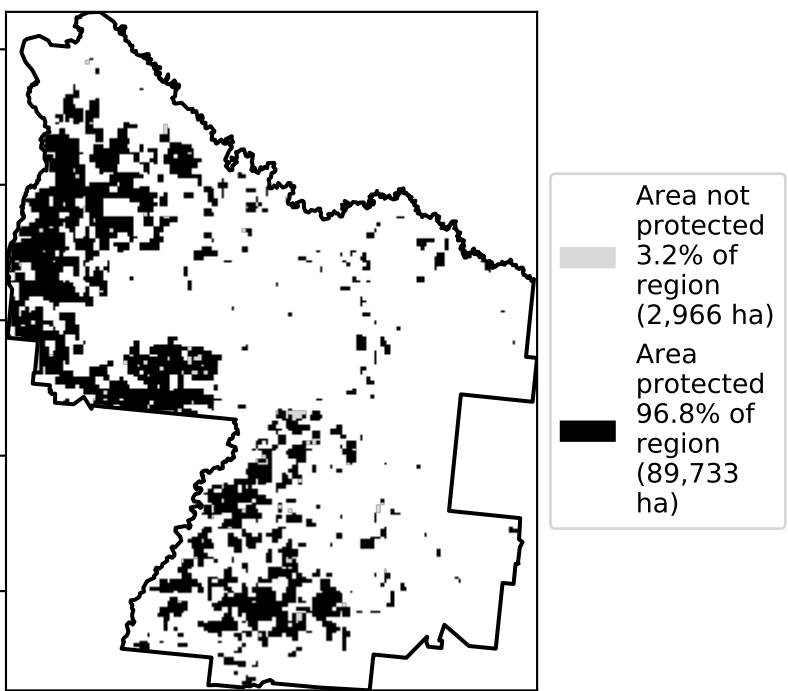 Area not
protected
3.2% of
region
(2,966 ha)
Area
protected
96.8% of
region
(89,733
ha)